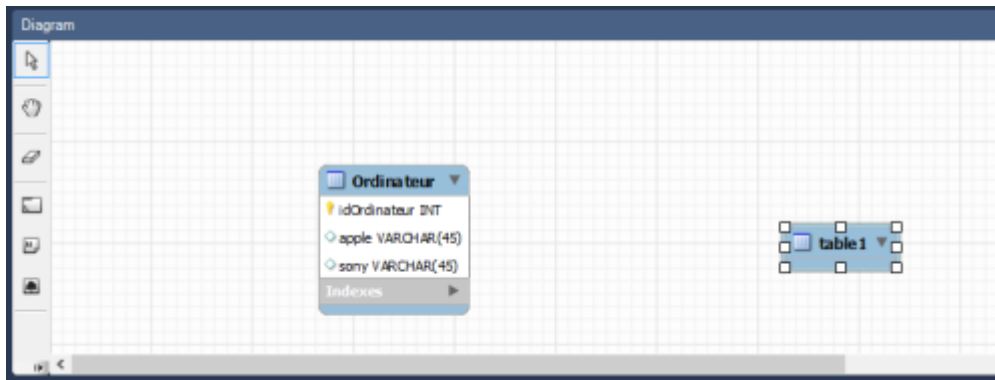 Diagram
Ordinateur
idOrdinateur INT
apple VARCHAR(45)
sony VARCHAR(45)
Indexes
table1